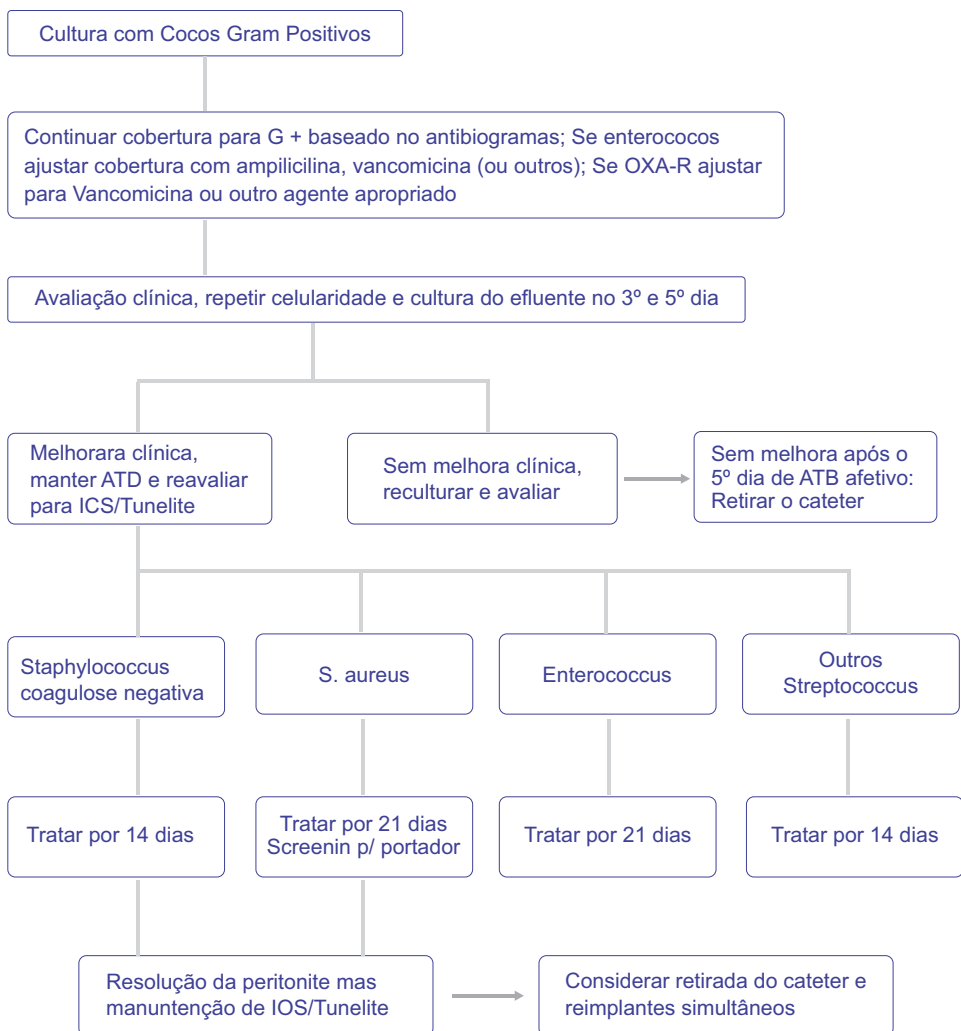 Cultura com Cocos Gram Positivos
Continuar cobertura para G + baseado no antibiogramas; Se enterococos
ajustar cobertura com ampilicilina, vancomicina (ou outros); Se OXA-R ajustar
para Vancomicina ou outro agente apropriado
Avaliação clínica, repetir celularidade e cultura do efluente no 3º e 5º dia
Melhorara clínica,
manter ATD e reavaliar
para ICS/Tunelite
Sem melhora clínica,
reculturar e avaliar
Sem melhora após o
5º dia de ATB afetivo:
Retirar o cateter
Staphylococcus
coagulose negativa
S. aureus
Enterococcus
Outros
Streptococcus
Tratar por 14 dias
Tratar por 21 dias
Screenin p/ portador
Tratar por 21 dias
Tratar por 14 dias
Resolução da peritonite mas
manuntenção de IOS/Tunelite
Considerar retirada do cateter e
reimplantes simultâneos